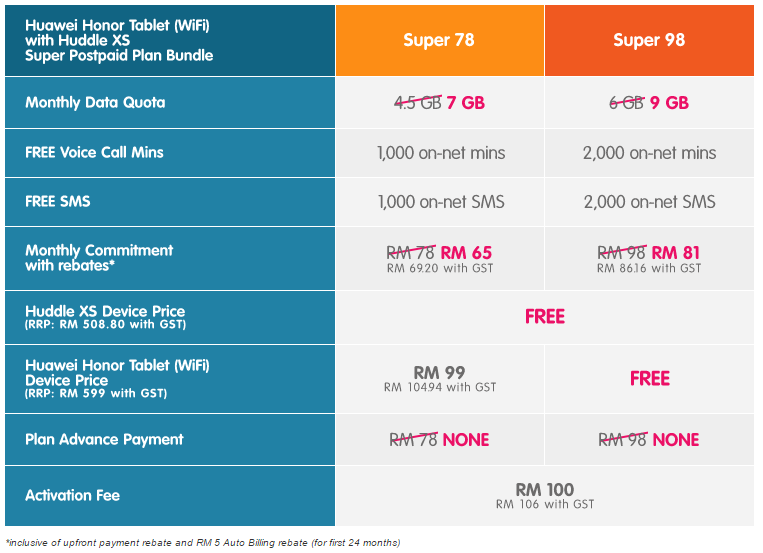 Huawei Honor Tablet (WiFi)
with Huddle XS
Super Postpaid Plan Bundle
Super 78
Super 98
Monthly Data Quota
4.5 GB 7 GB
6 GB 9 GB
FREE Voice Call Mins
1,000 on-net mins
2,000 on-net mins
FREE SMS
1,000 on-net SMS
2,000 on-net SMS
Monthly Commitment
with rebates*
RM 78 RM 65
RM 69.20 with GST
RM 98 RM 81
RM 86.16 with GST
Huddle XS Device Price
(RRP: RM 508.80 with GST)
FREE
Huawei Honor Tablet (WiFi)
Device Price
(RRP: RM 599 with GST)
RM 99
RM 104.94 with GST
FREE
Plan Advance Payment
RM 78 NONE
RM 98 NONE
Activation Fee
RM 100
RM 106 with GST
*inclusive of upfront payment rebate and RM 5 Auto Billing rebate (for first 24 months)